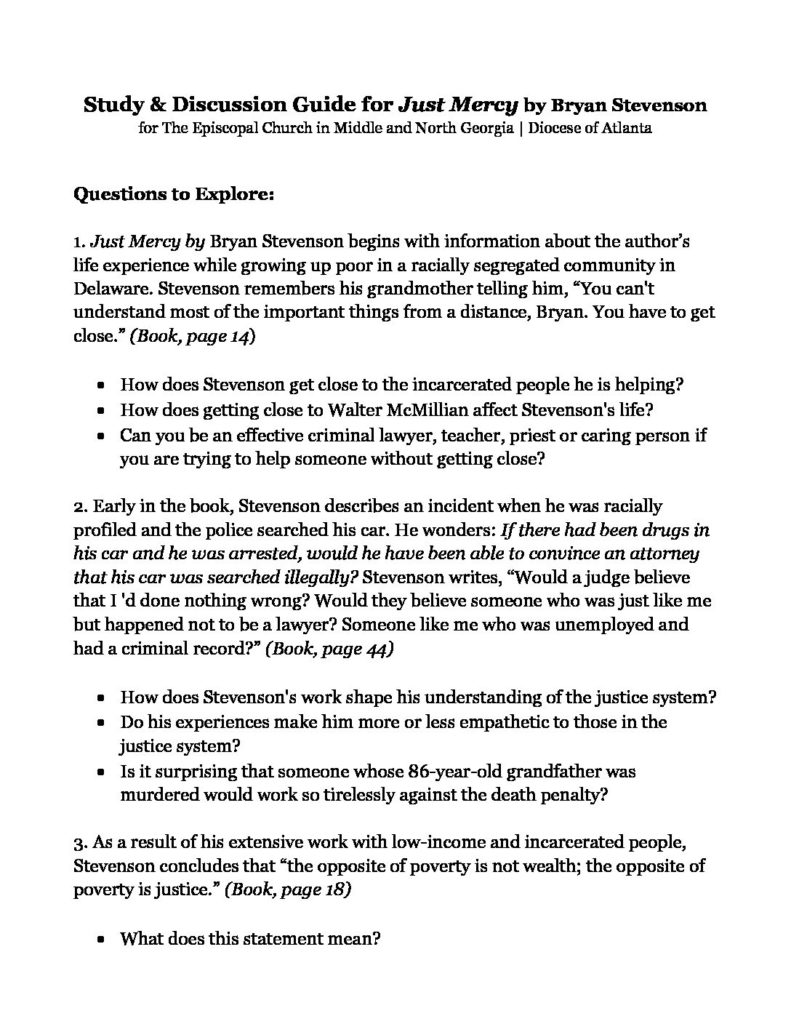 Study & Discussion Guide for Just Mercy by Bryan Stevenson
for The Episcopal Church in Middle and North Georgia | Diocese of Atlanta
Questions to Explore:
1. Just Mercy by Bryan Stevenson begins with information about the author's
life experience while growing up poor in a racially segregated community in
Delaware. Stevenson remembers his grandmother telling him, “You can't
understand most of the important things from a distance, Bryan. You have to get
close.” (Book, page 14)
• How does Stevenson get close to the incarcerated people he is helping?
• How does getting close to Walter McMillian affect Stevenson's life?
• Can you be an effective criminal lawyer, teacher, priest or caring person if
you are trying to help someone without getting close?
2. Early in the book, Stevenson describes an incident when he was racially
profiled and the police searched his car. He wonders: If there had been drugs in
his car and he was arrested, would he have been able to convince an attorney
that his car was searched illegally? Stevenson writes, “Would a judge believe
that I 'd done nothing wrong? Would they believe someone who was just like me
but happened not to be a lawyer? Someone like me who was unemployed and
had a criminal record?” (Book, page 44)
• How does Stevenson's work shape his understanding of the justice system?
• Do his experiences make him more or less empathetic to those in the
justice system?
• Is it surprising that someone whose 86-year-old grandfather was
murdered would work so tirelessly against the death penalty?
3. As a result of his extensive work with low-income and incarcerated people,
Stevenson concludes that “the opposite of poverty is not wealth; the opposite of
poverty is justice.” (Book, page 18)
• What does this statement mean?